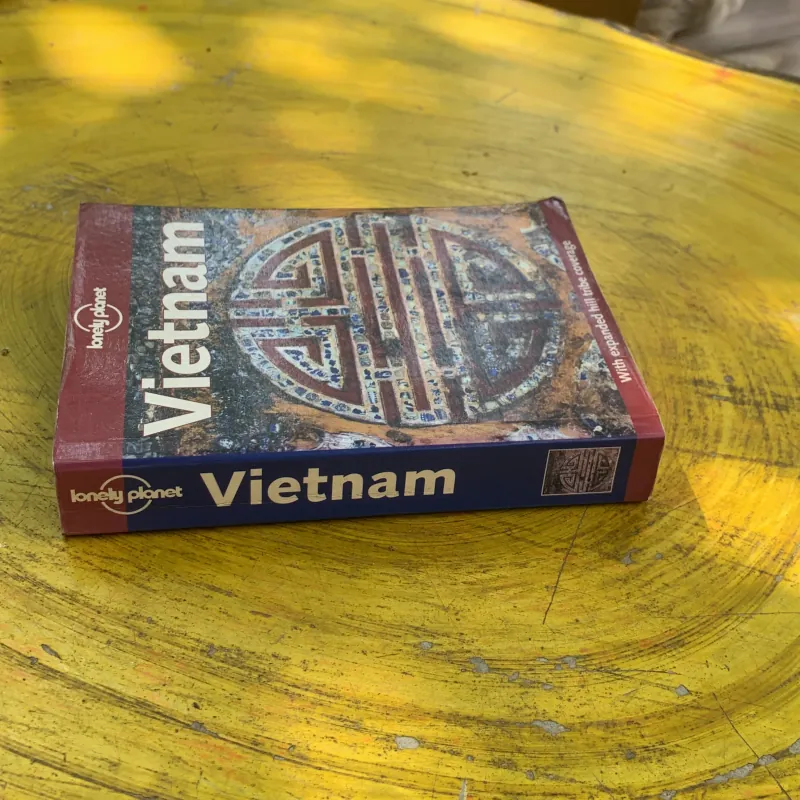 lonely planet
Vietnam
With expanded hill tribe coverage
lonely planet
Vietnam